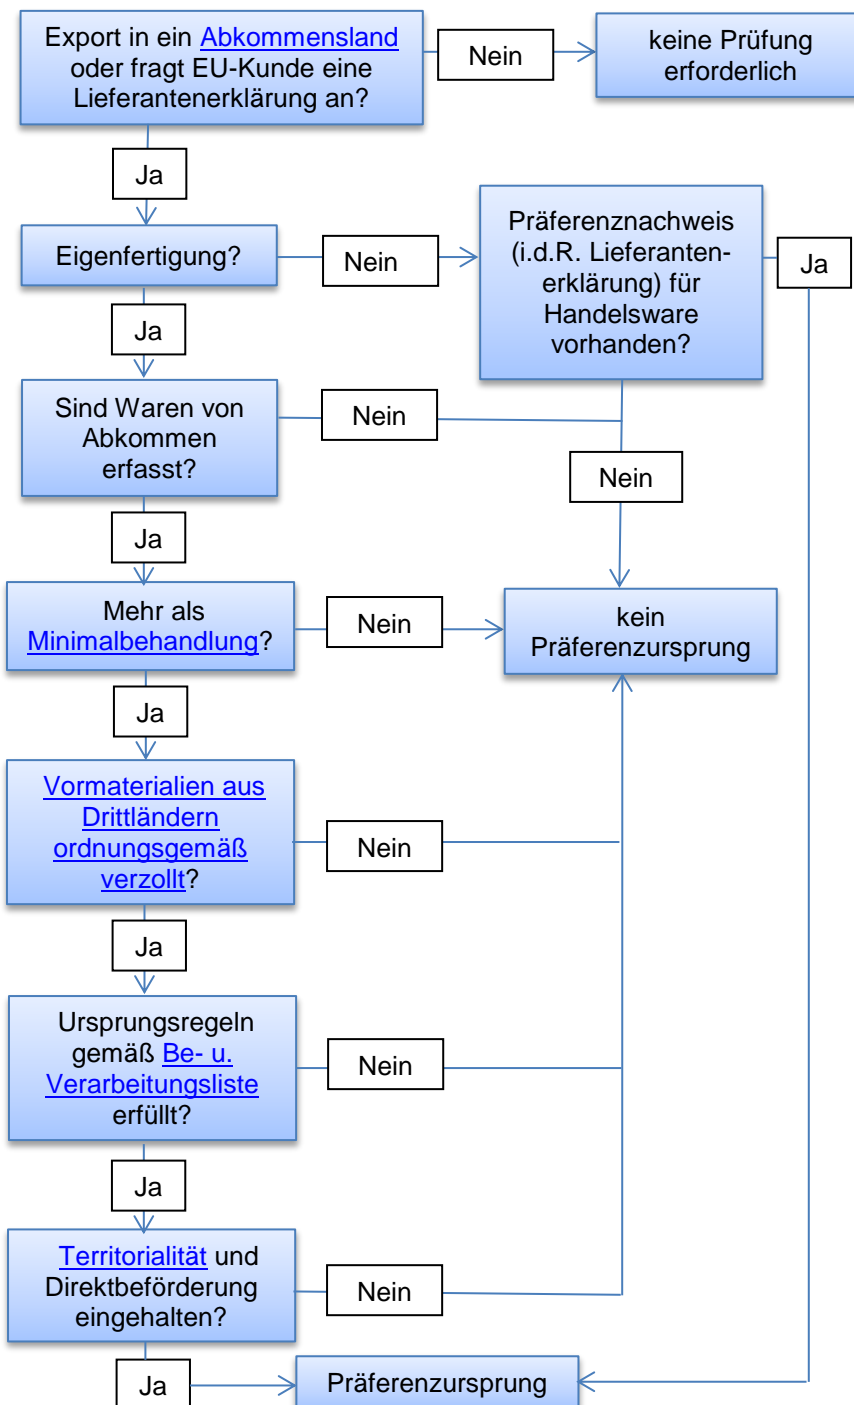 Export in ein Abkommensland
oder fragt EU-Kunde eine
Lieferantenerklärung an?
Nein
keine Prüfung
erforderlich
Ja
Eigenfertigung?
Nein
Präferenznachweis
(i.d.R. Lieferanten-
erklärung) für
Handelsware
vorhanden?
Ja
Ja
Sind Waren von
Abkommen
erfasst?
Nein
Nein
Ja
Mehr als
Minimalbehandlung?
Nein
kein
Präferenzursprung
Ja
Vormaterialien aus
Drittländern
ordnungsgemäß
verzollt?
Nein
Ja
Ursprungsregeln
gemäß Be- u.
Verarbeitungsliste
erfüllt?
Nein
Ja
Territorialität und
Direktbeförderung
eingehalten?
Nein
Ja
Präferenzursprung